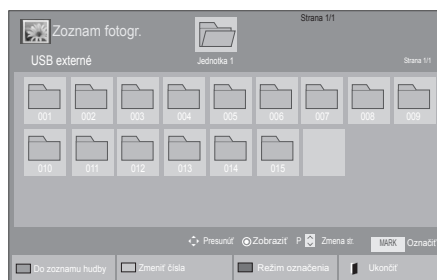 Strana 1/1
Zoznam fotogr.
USB externé
Jednotka 1
Strana 1/1
001 002 003 004 005 006 007 008 009
010 011 012 013 014 015
Presunúť Zobraziť P Zmena str. MARK Označiť
Do zoznamu hudby Zmeniť čísla Režim označenia Ukončiť